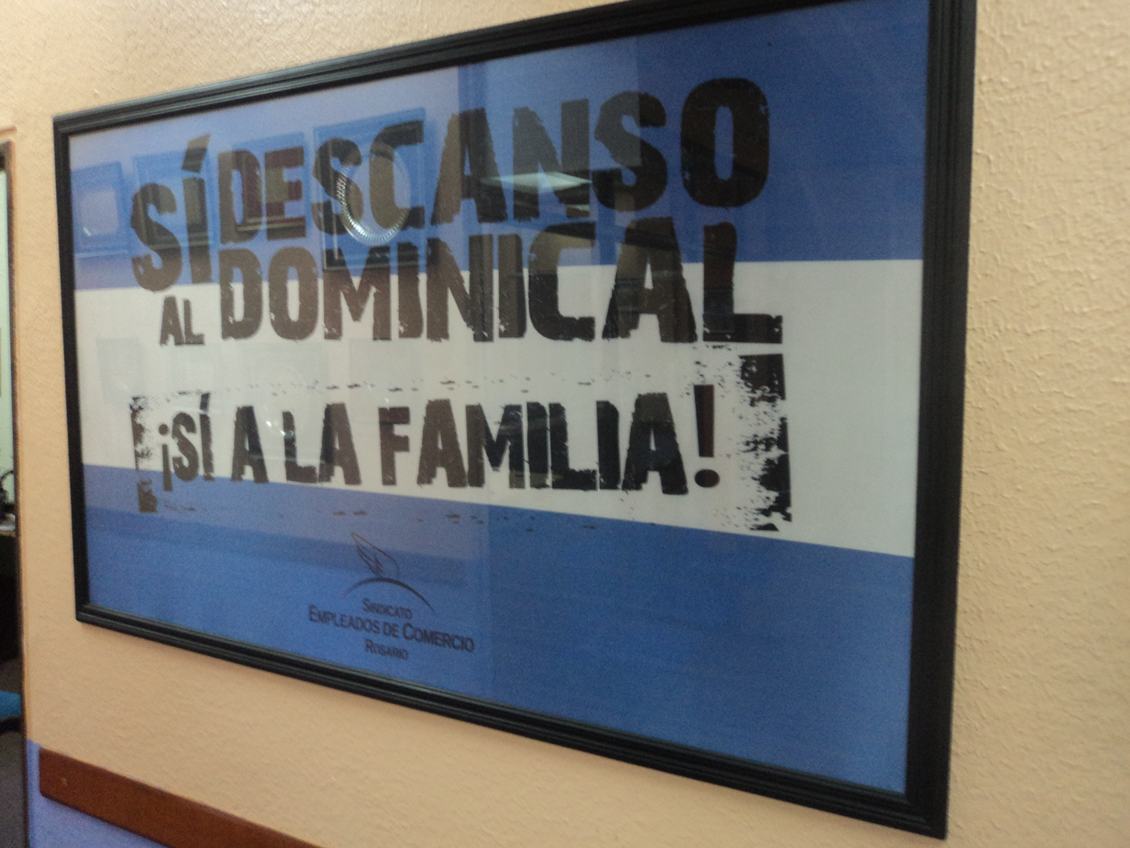 SÍ DESCANSO
AL DOMINICAL
¡SÍ A LA FAMILIA!
SINDICATO
EMPLEADOS DE COMERCIO
ROSARIO